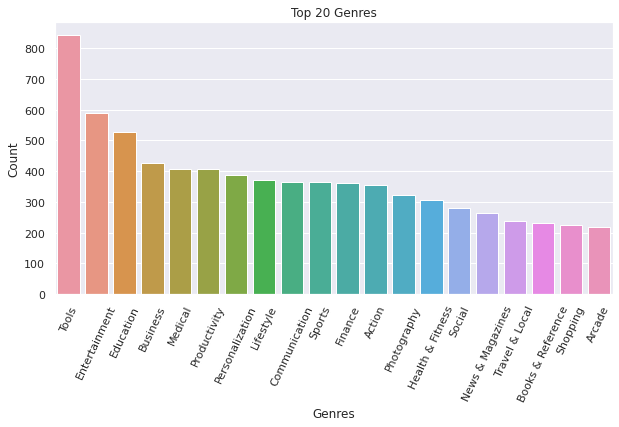 Top 20 Genres
Count
800
700
600
500
400
300
200
100
0
Tools
Entertainment
Education
Business
Medical
Productivity
Personalization
Lifestyle
Communication
Sports
Finance
Action
Photography
Health & Fitness
Social
News & Magazines
Travel & Local
Books & Reference
Shopping
Arcade
Genres